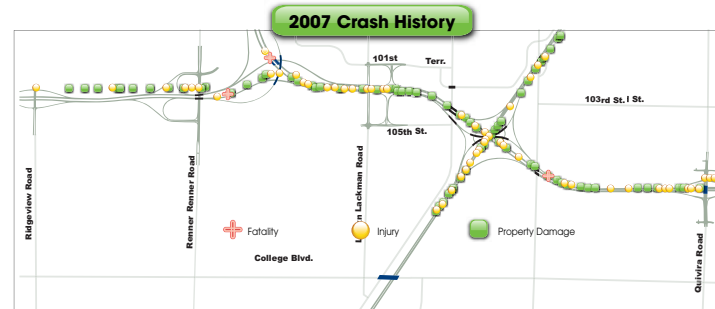 2007 Crash History
101st
Terr.
103rd St. l St.
105th St.
Ridgeview Road
Renner Renner Road
Lackman Road
Quivira Road
Fatality
Injury
Property Damage
College Blvd.